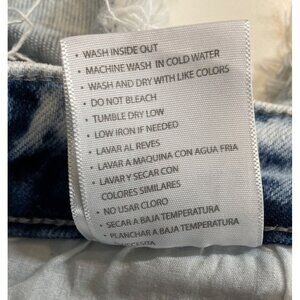 • WASH INSIDE OUT
• MACHINE WASH IN COLD WATER
• WASH AND DRY WITH LIKE COLORS
• DO NOT BLEACH
• TUMBLE DRY LOW
• LOW IRON IF NEEDED
• LAVAR AL REVES
• LAVAR A MAQUINA CON AGUA FRIA
• LAVAR Y SECAR CON
COLORES SIMILARES
• NO USAR CLORO
• SECAR A BAJA TEMPERATURA
• PLANCHAR A BAJA TEMPERATURA
NECESITA